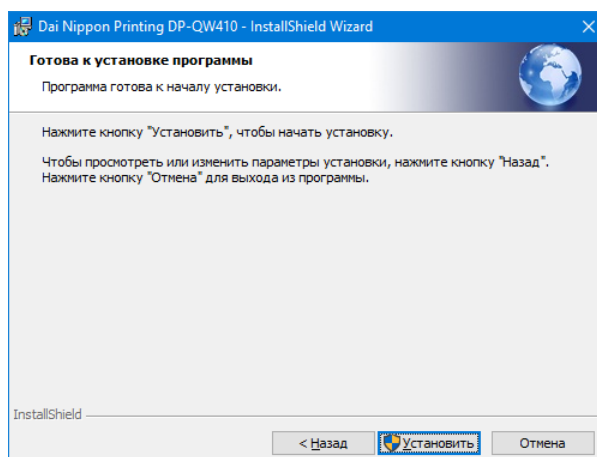 Dai Nippon Printing DP-QW410 - InstallShield Wizard
Готова к установке программы
Программа готова к началу установки.
Нажмите кнопку "Установить", чтобы начать установку.
Чтобы просмотреть или изменить параметры установки, нажмите кнопку "Назад".
Нажмите кнопку "Отмена" для выхода из программы.
InstallShield
< Назад Установить Отмена